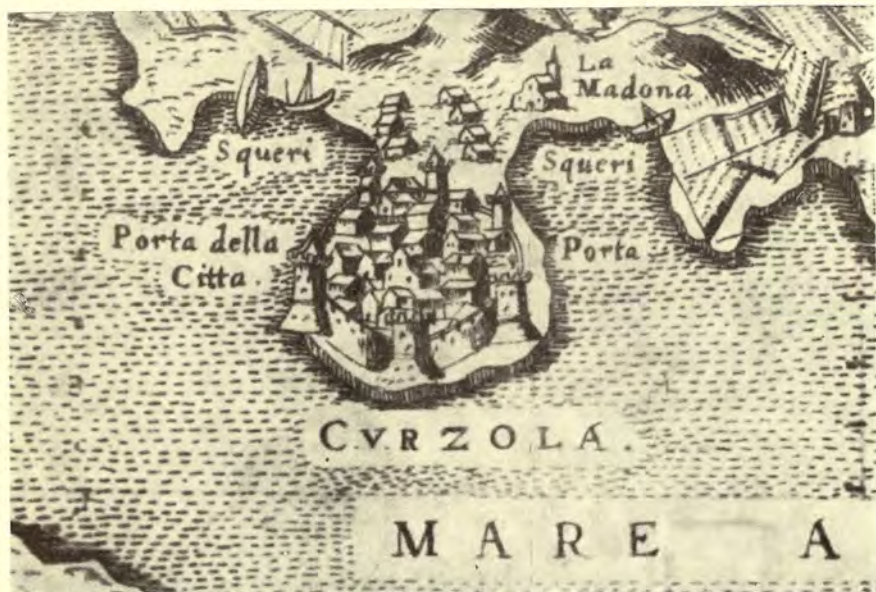 La
Madona
Squeri
Squeri
Porta della
Citta.
Porta
CVRZOLA.
MARE A